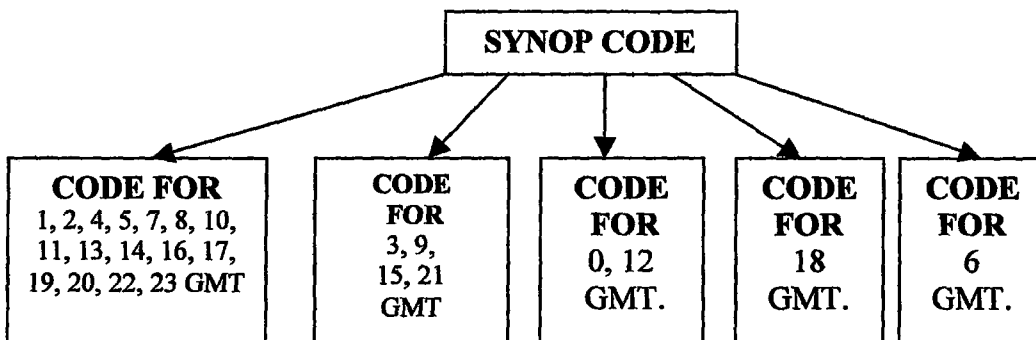 SYNOP CODE
CODE FOR
1, 2, 4, 5, 7, 8, 10,
11, 13, 14, 16, 17,
19, 20, 22, 23 GMT
CODE
FOR
3, 9,
15, 21
GMT
CODE
FOR
0, 12
GMT.
CODE
FOR
18
GMT.
CODE
FOR
6
GMT.